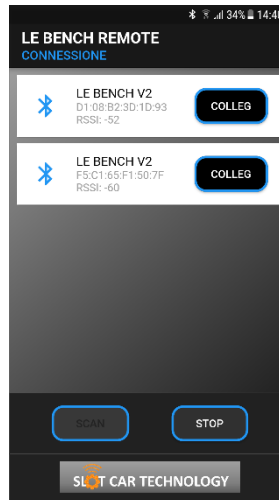 34% 14:4
LE BENCH REMOTE
CONNESSIONE
LE BENCH V2
D1:08:B2:3D:1D:93
RSSI: -52
COLLEG
LE BENCH V2
F5:C1:65:F1:50:7F
RSSI: -60
COLLEG
SCAN
STOP
SLOT CAR TECHNOLOGY